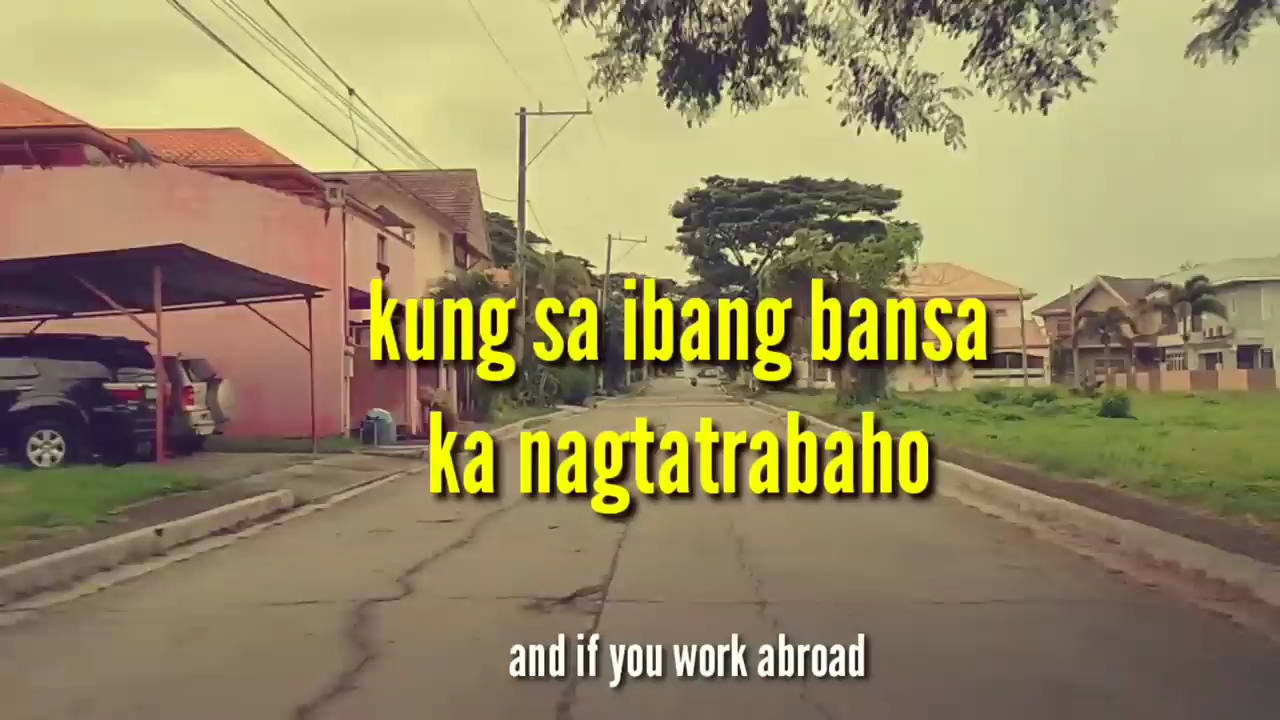 kung sa ibang bansa
ka nagtatrabaho
and if you work abroad